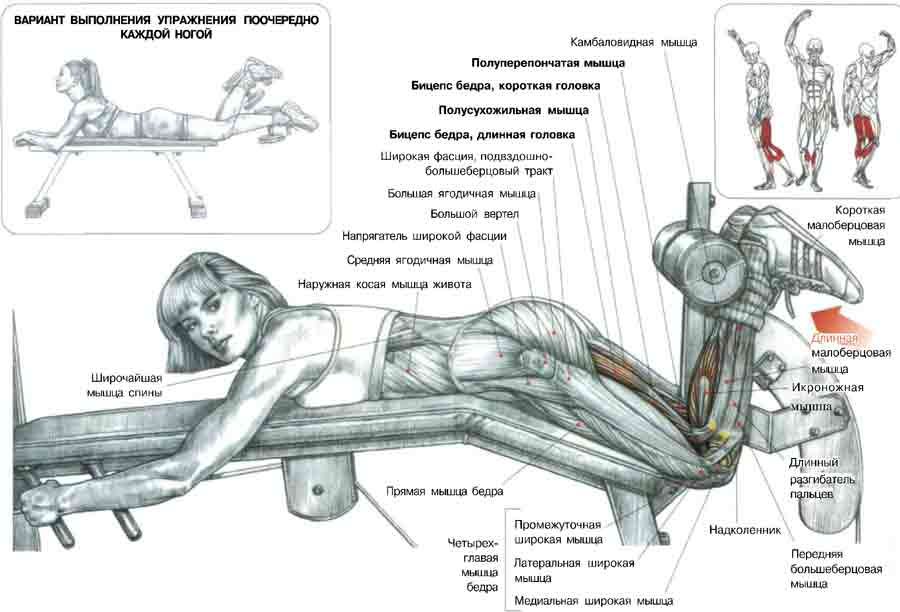 ВАРИАНТ ВЫПОЛНЕНИЯ УПРАЖНЕНИЯ ПООЧЕРЕДНО
КАЖДОЙ НОГОЙ
Камбаловидная мышца
Полуперепончатая мышца
Бицепс бедра, короткая головка
Полусухожильная мышца
Бицепс бедра, длинная головка
Широкая фасция, подвздошно-
большеберцовый тракт
Большая ягодичная мышца
Большой вертел
Напрягатель широкой фасции
Средняя ягодичная мышца
Наружная косая мышца живота
Широчайшая
мышца спины
Короткая
малоберцовая
мышца
Длинная
малоберцовая
мышца
Икроножная
мышца
Длинный
разгибатель
пальцев
Передняя
большеберцовая
мышца
Надколенник
Прямая мышца бедра
Четырех-
главая
мышца
бедра
Промежуточная
широкая мышца
Латеральная широкая
мышца
Медиальная широкая мышца